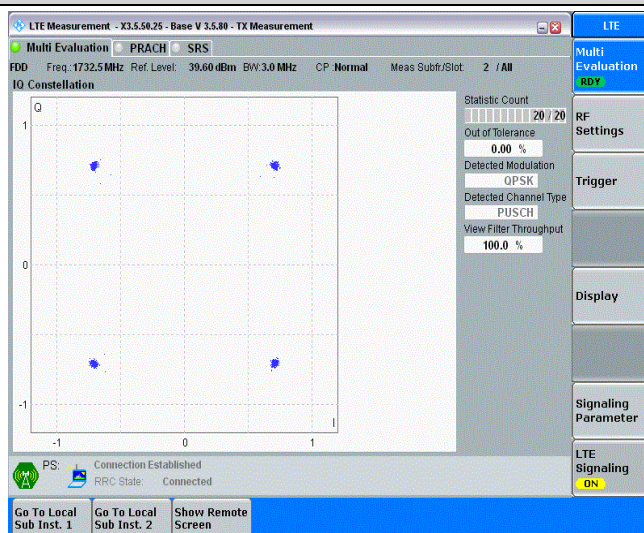 LTE Measurement - X3.5.50.25 - Base V 3.5.80 - TX Measurement
LTE
Multi Evaluation PRACH SRS
Multi
Evaluation
RDY
FDD Freq.:1732.5 MHz Ref. Level: 39.60 dBm BW:3.0 MHz CP :Normal Meas Subfr./Slot: 2 / All
IQ Constellation
Q
1
0
-1
-1 0 1
I
Statistic Count
20 / 20
Out of Tolerance
0.00 %
Detected Modulation
QPSK
Detected Channel Type
PUSCH
View Filter Throughput
100.0 %
RF
Settings
Trigger
Display
Signaling
Parameter
LTE
Signaling
ON
PS: Connection Established
RRC State: Connected
Go To Local
Sub Inst. 1
Go To Local
Sub Inst. 2
Show Remote
Screen